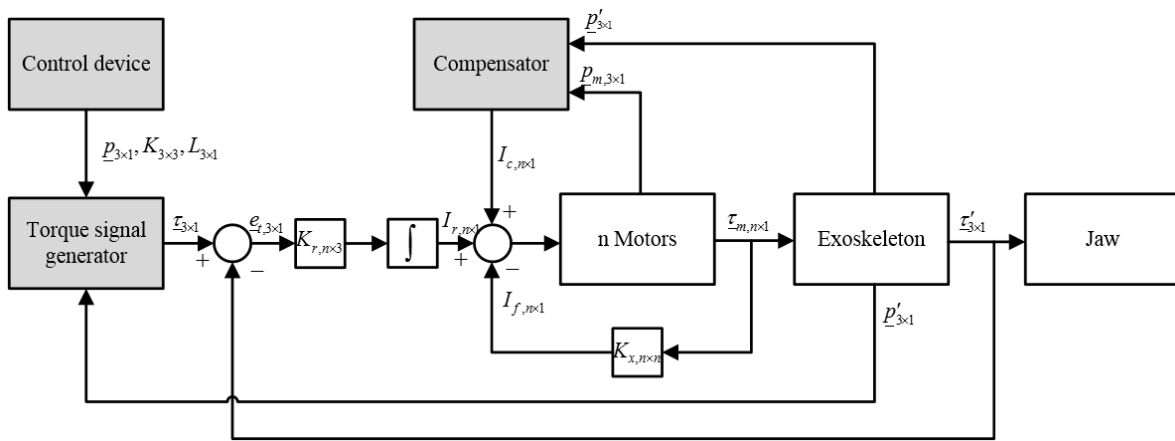 Control device
Compensator
p′3×1
pm,3×1
p3×1, K3×3, L3×1
Ic,n×1
Torque signal
generator
τ3×1
+
−
et,3×1
Kr,n×3
∫
Ir,n×1
+
+
−
n Motors
τm,n×1
Exoskeleton
τ′3×1
Jaw
If,n×1
Kx,n×n
p′3×1